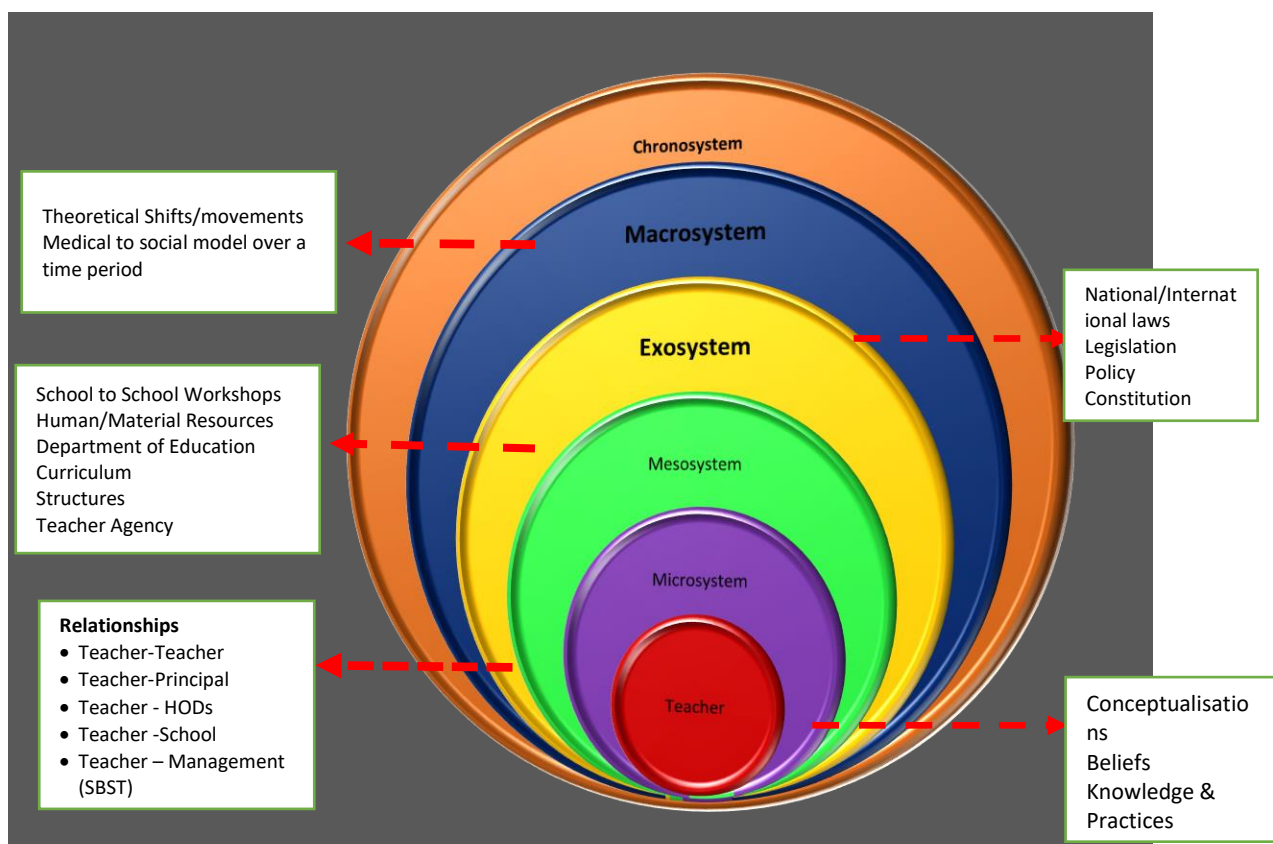 Chronosystem
Macrosystem
Exosystem
Mesosystem
Microsystem
Teacher
Theoretical Shifts/movements
Medical to social model over a
time period
School to School Workshops
Human/Material Resources
Department of Education
Curriculum
Structures
Teacher Agency
Relationships
• Teacher-Teacher
• Teacher-Principal
• Teacher - HODs
• Teacher -School
• Teacher – Management
(SBST)
National/Internat
ional laws
Legislation
Policy
Constitution
Conceptualisatio
ns
Beliefs
Knowledge &
Practices